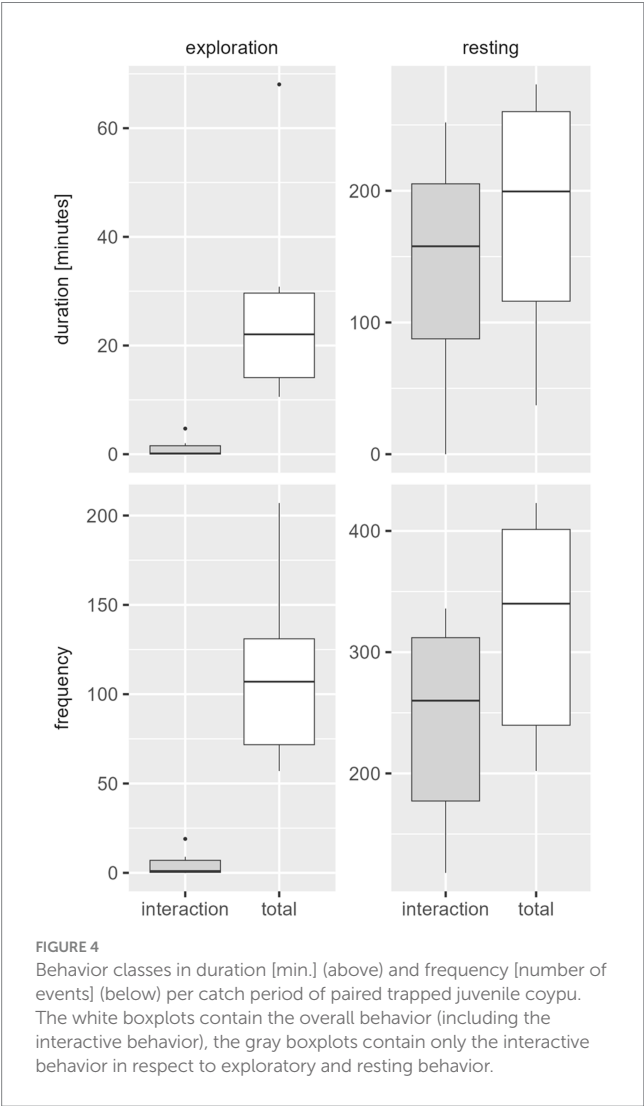 exploration
resting
duration [minutes]
60
40
20
0
200
100
0
frequency
200
150
100
50
0
400
300
200
interaction
total
interaction
total
FIGURE 4
Behavior classes in duration [min.] (above) and frequency [number of
events] (below) per catch period of paired trapped juvenile coypu.
The white boxplots contain the overall behavior (including the
interactive behavior), the gray boxplots contain only the interactive
behavior in respect to exploratory and resting behavior.